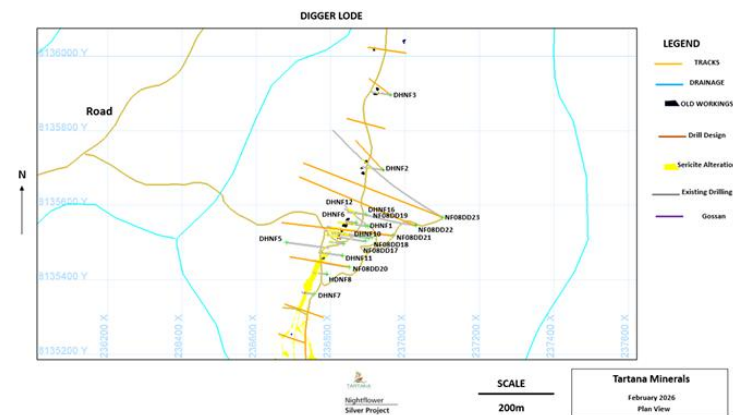 DIGGER LODE
8136000 Y
DHNF3
LEGEND
TRACKS
DRAINAGE
OLD WORKINGS
Drill Design
Sericite Alteration
Existing Drilling
Gossan
Road
8135800 Y
DHNF2
N
8135600 Y
DHNF12
DHNF16
DHNF6
NF08DD19
NF08DD23
DHNF1
NF08DD22
DHNF10
NF08DD21
DHNF5
NF08DD18
NF08DD17
DHNF11
NF08DD20
8135400 Y
HDNF8
DHNF7
8135200 Y
236200 X
236400 X
236600 X
236800 X
237000 X
237200 X
237400 X
237600 X
TARTANA
Nightflower
Silver Project
SCALE
200m
Tartana Minerals
February 2026
Plan View